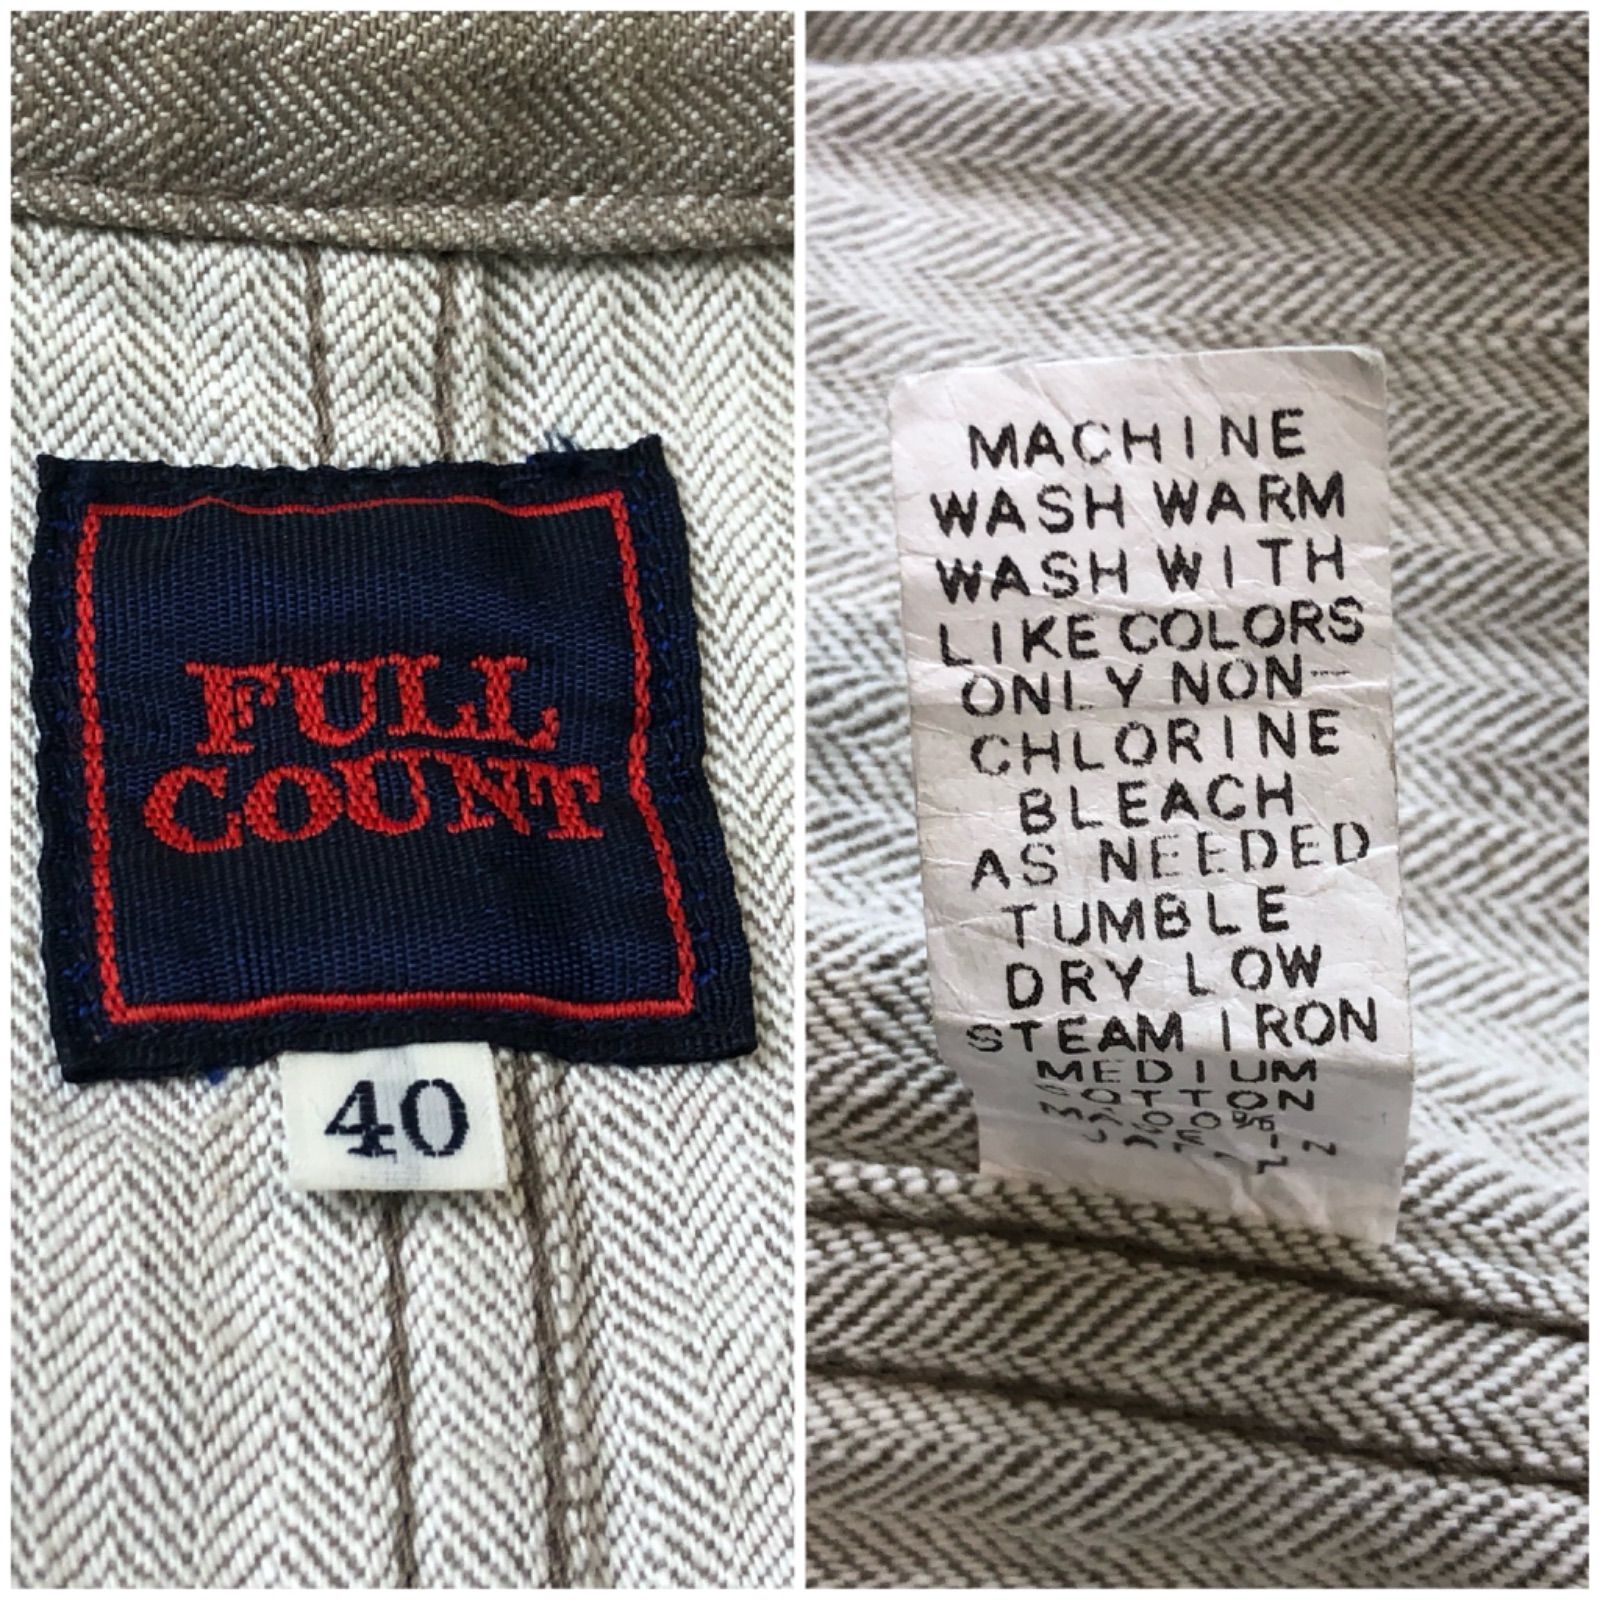 FULL
COUNT
40
MACHINE
WASH WARM
WASH WITH
LIKE COLORS
ONLY NON-
CHLORINE
BLEACH
AS NEEDED
TUMBLE
DRY LOW
STEAM IRON
MEDIUM
COTTON